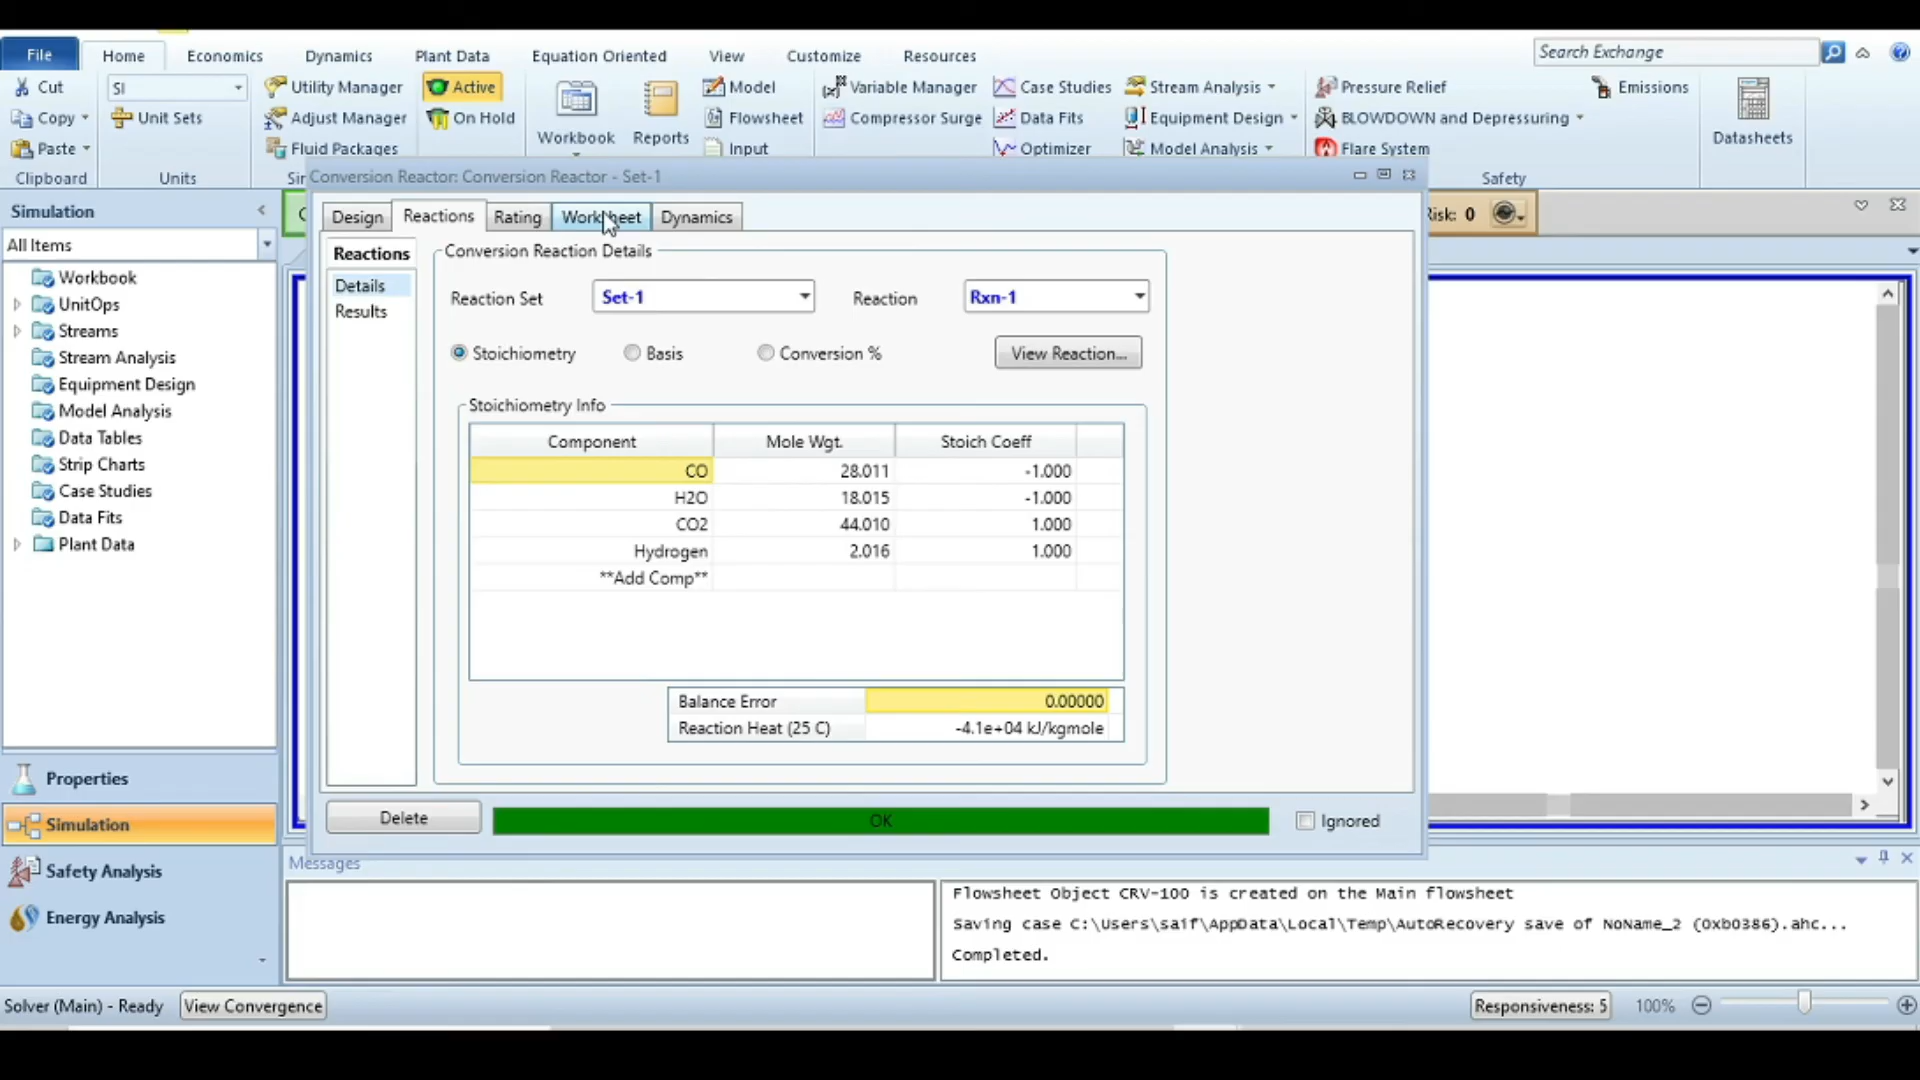 File Home Economics Dynamics Plant Data Equation Oriented View Customize Resources Search Exchange
Cut SI Utility Manager Active Model Variable Manager Case Studies Stream Analysis Pressure Relief Emissions
Copy Unit Sets Adjust Manager On Hold Flowsheet Compressor Surge Data Fits Equipment Design BLOWDOWN and Depressuring
Workbook Reports Datasheets
Paste Fluid Packages Input Optimizer Model Analysis Flare System
Clipboard Units Safety
Conversion Reactor: Conversion Reactor - Set-1
Simulation
Risk: 0
Design Reactions Rating Worksheet Dynamics
All Items
Workbook
UnitOps
Streams
Stream Analysis
Equipment Design
Model Analysis
Data Tables
Strip Charts
Case Studies
Data Fits
Plant Data
Properties
Simulation
Safety Analysis
Energy Analysis
Reactions
Details
Results
Conversion Reaction Details
Reaction Set Set-1 Reaction Rxn-1
Stoichiometry Basis Conversion % View Reaction...
Stoichiometry Info
Component Mole Wgt. Stoich Coeff
CO 28.011 -1.000
H2O 18.015 -1.000
CO2 44.010 1.000
Hydrogen 2.016 1.000
**Add Comp**
Balance Error 0.00000
Reaction Heat (25 C) -4.1e+04 kJ/kgmole
Delete OK Ignored
Messages
Flowsheet Object CRV-100 is created on the Main flowsheet
Saving case C:\Users\saif\AppData\Local\Temp\AutoRecovery save of NoName_2 (0xb0386).ahc...
Completed.
Solver (Main) - Ready View Convergence Responsiveness: 5 100%